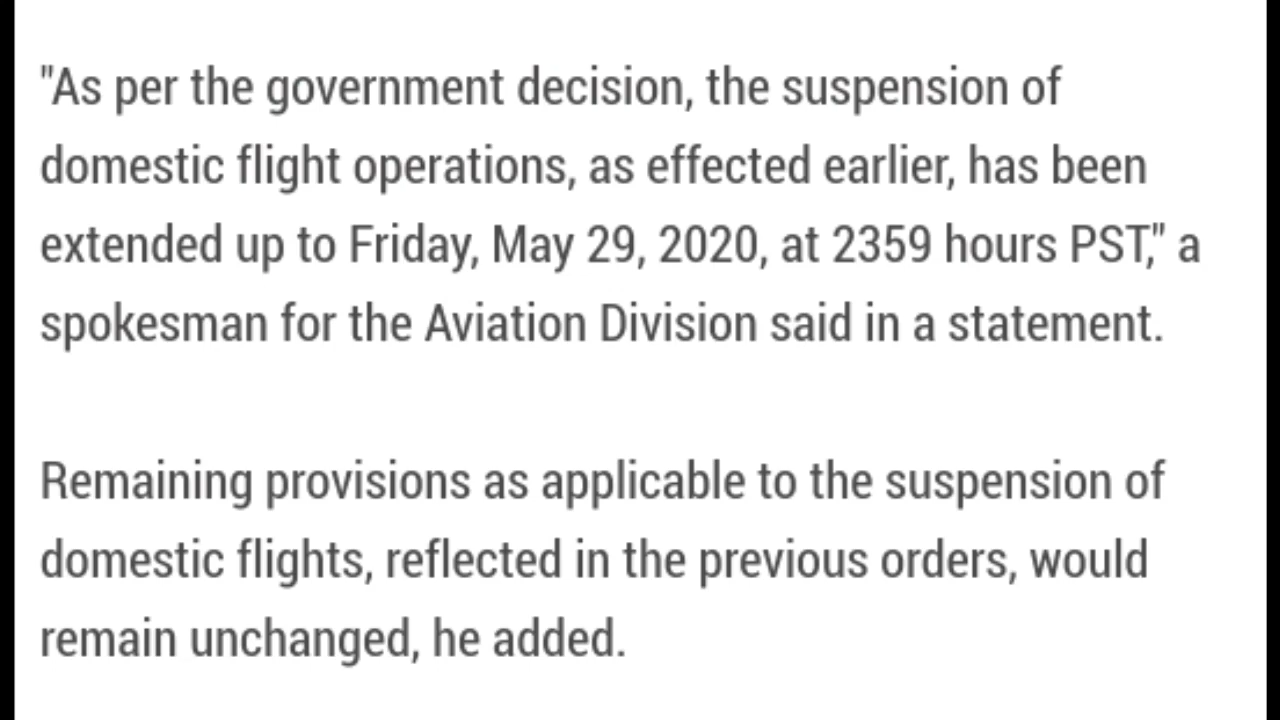 "As per the government decision, the suspension of
domestic flight operations, as effected earlier, has been
extended up to Friday, May 29, 2020, at 2359 hours PST," a
spokesman for the Aviation Division said in a statement.
Remaining provisions as applicable to the suspension of
domestic flights, reflected in the previous orders, would
remain unchanged, he added.